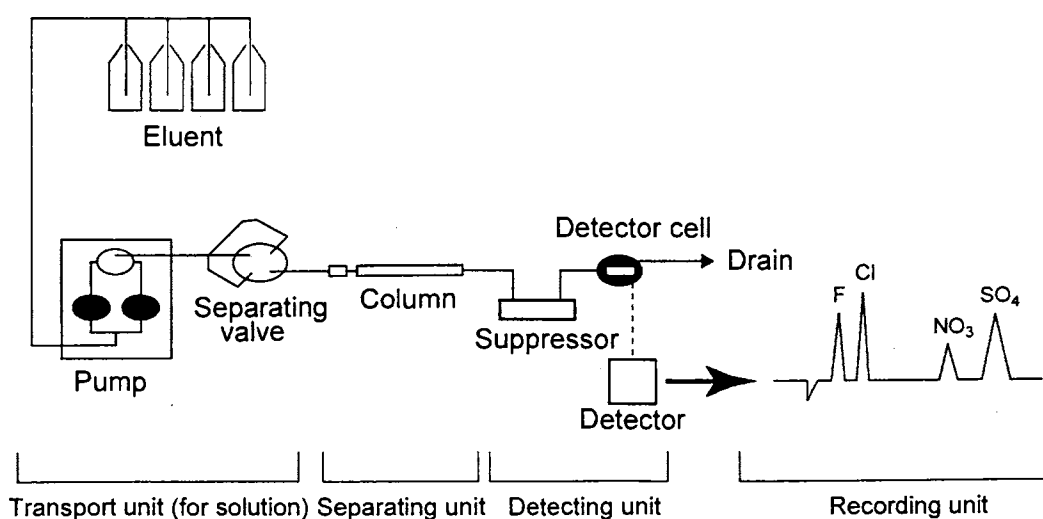 Eluent
Pump
Separating
valve
Column
Suppressor
Detector cell
Drain
Detector
F
Cl
NO3
SO4
Transport unit (for solution)
Separating unit
Detecting unit
Recording unit